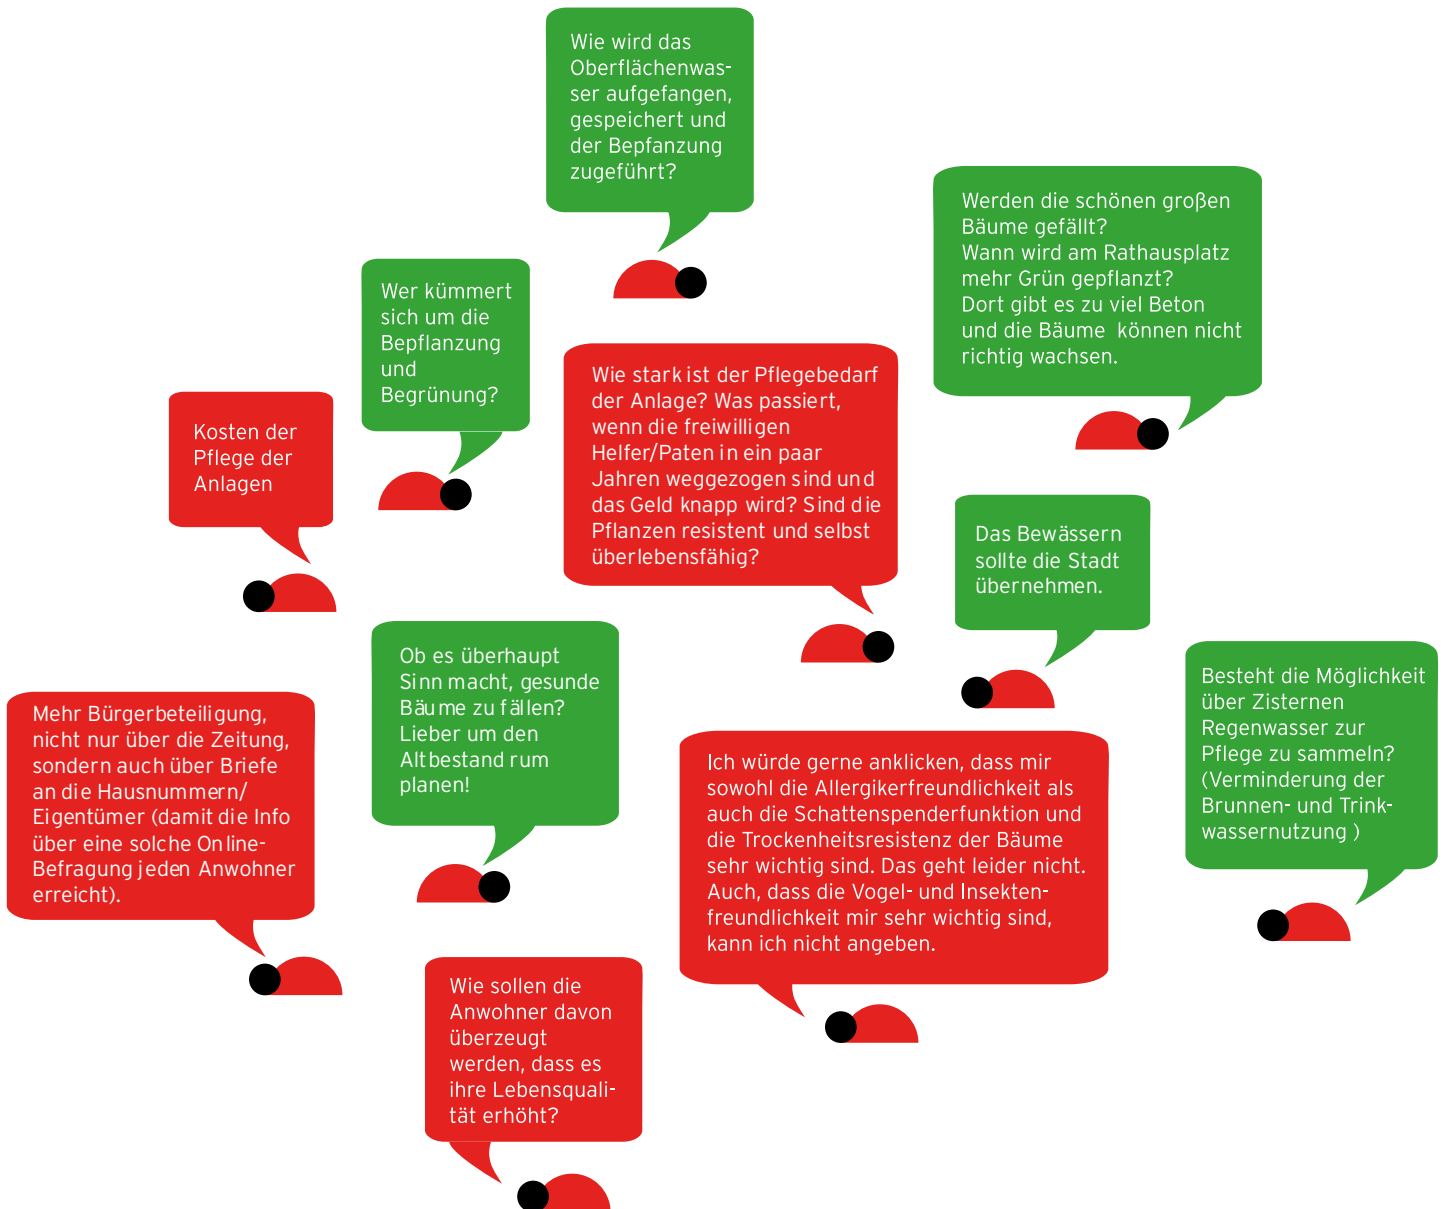 Wie wird das
Oberflächenwas-
ser aufgefangen,
gespeichert und
der Bepfanzung
zugeführt?
Werden die schönen großen
Bäume gefällt?
Wann wird am Rathausplatz
mehr Grün gepflanzt?
Dort gibt es zu viel Beton
und die Bäume können nicht
richtig wachsen.
Wer kümmert
sich um die
Bepflanzung
und
Begrünung?
Wie stark ist der Pflegebedarf
der Anlage? Was passiert,
wenn die freiwilligen
Helfer/Paten in ein paar
Jahren weggezogen sind und
das Geld knapp wird? Sind die
Pflanzen resistent und selbst
überlebensfähig?
Kosten der
Pflege der
Anlagen
Das Bewässern
sollte die Stadt
übernehmen.
Ob es überhaupt
Sinn macht, gesunde
Bäume zu fällen?
Lieber um den
Altbestand rum
planen!
Besteht die Möglichkeit
über Zisternen
Regenwasser zur
Pflege zu sammeln?
(Verminderung der
Brunnen- und Trink-
wassernutzung )
Mehr Bürgerbeteiligung,
nicht nur über die Zeitung,
sondern auch über Briefe
an die Hausnummern/
Eigentümer (damit die Info
über eine solche Online-
Befragung jeden Anwohner
erreicht).
Ich würde gerne anklicken, dass mir
sowohl die Allergikerfreundlichkeit als
auch die Schattenspenderfunktion und
die Trockenheitsresistenz der Bäume
sehr wichtig sind. Das geht leider nicht.
Auch, dass die Vogel- und Insekten-
freundlichkeit mir sehr wichtig sind,
kann ich nicht angeben.
Wie sollen die
Anwohner davon
überzeugt
werden, dass es
ihre Lebensquali-
tät erhöht?